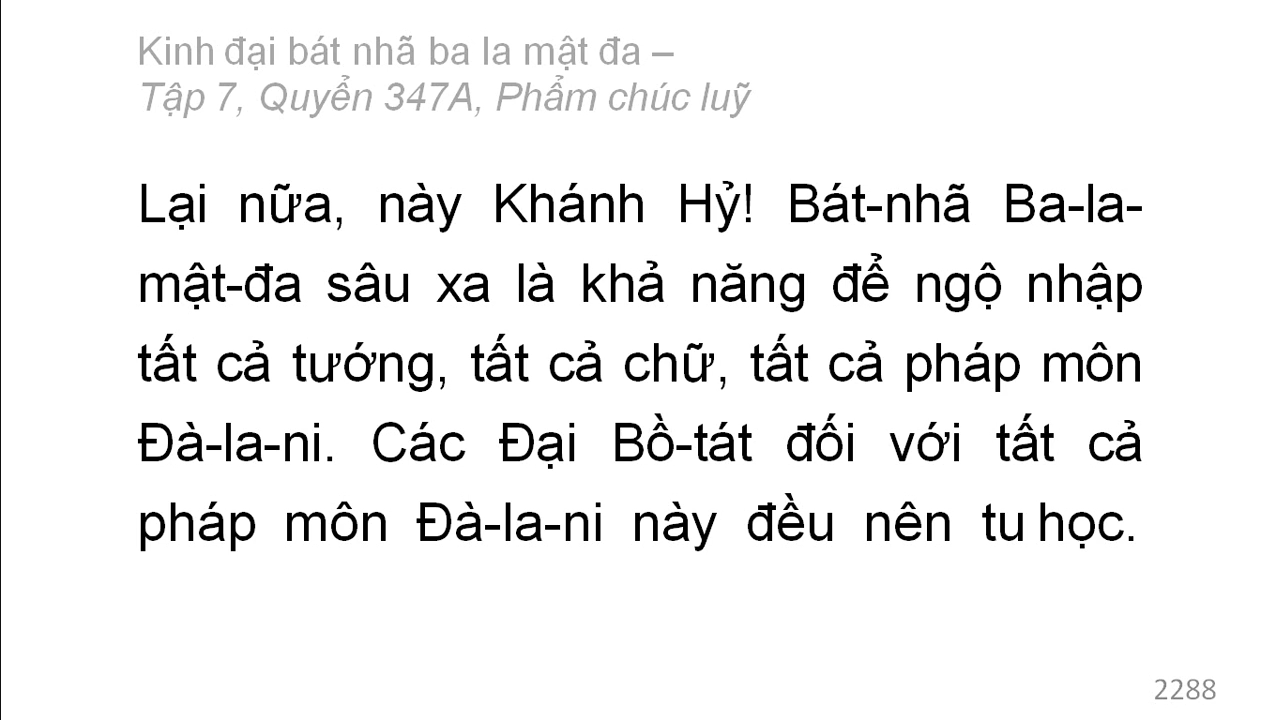 Kinh đại bát nhã ba la mật đa –
Tập 7, Quyển 347A, Phẩm chúc luỹ
Lại nữa, này Khánh Hỷ! Bát-nhã Ba-la-
mật-đa sâu xa là khả năng để ngộ nhập
tất cả tướng, tất cả chữ, tất cả pháp môn
Đà-la-ni. Các Đại Bồ-tát đối với tất cả
pháp môn Đà-la-ni này đều nên tu học.
2288